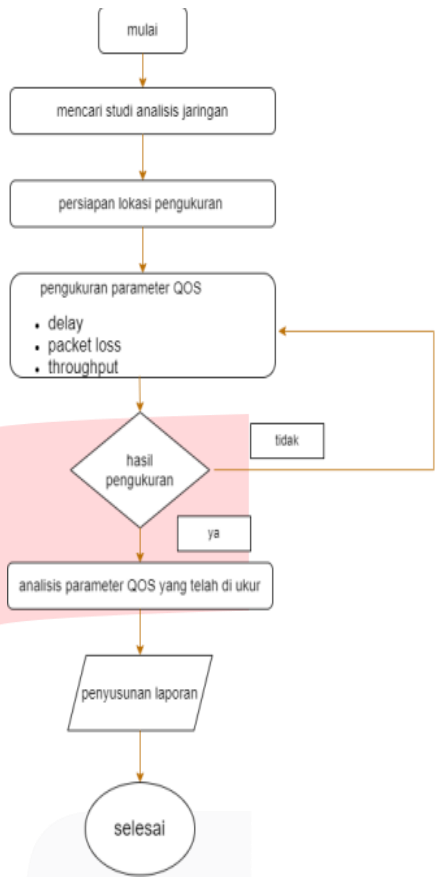 mulai
mencari studi analisis jaringan
persiapan lokasi pengukuran
pengukuran parameter QOS
• delay
• packet loss
• throughput
hasil
pengukuran
tidak
ya
analisis parameter QOS yang telah di ukur
penyusunan laporan
selesai